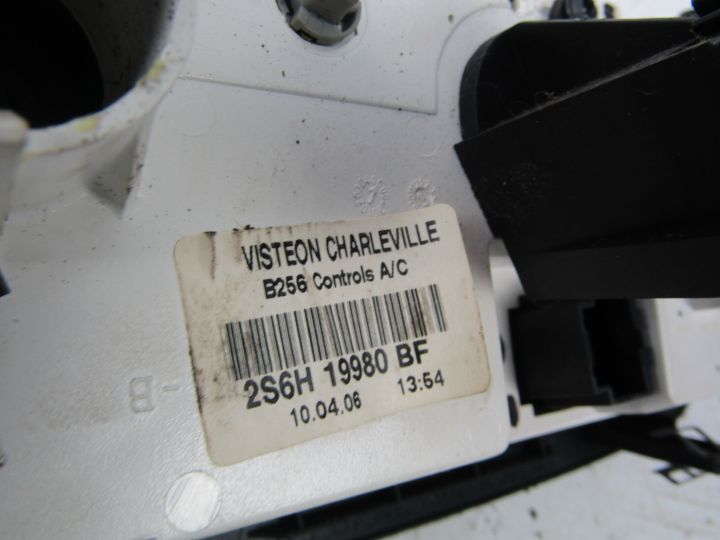 VISTEON CHARLEVILLE
B256 Controls A/C
2S6H 19980 BF
10.04.06 13:54
B -